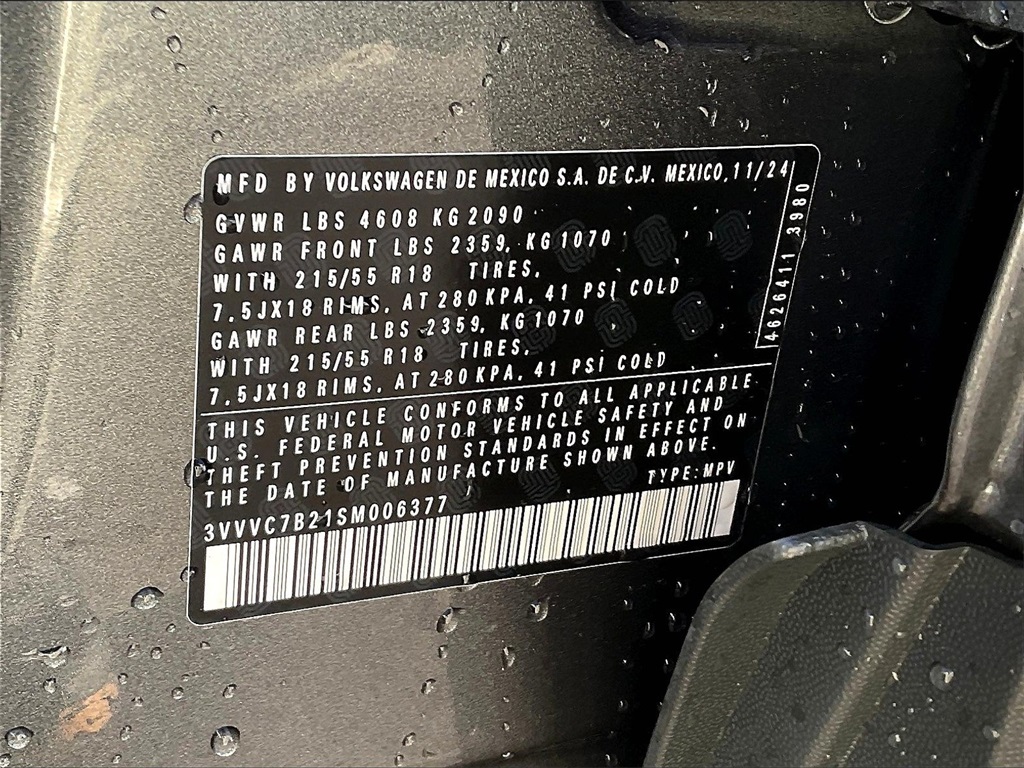 MFD BY VOLKSWAGEN DE MEXICO S.A. DE C.V. MEXICO, 11/24
GVWR LBS 4608 KG 2090
GAWR FRONT LBS 2359, KG 1070
WITH 215/55 R18 TIRES,
7.5JX18 RIMS, AT 280 KPA, 41 PSI COLD
GAWR REAR LBS 2359, KG 1070
WITH 215/55 R18 TIRES,
7.5JX18 RIMS, AT 280 KPA, 41 PSI COLD
4626411 3980
THIS VEHICLE CONFORMS TO ALL APPLICABLE
U.S. FEDERAL MOTOR VEHICLE SAFETY AND
THEFT PREVENTION STANDARDS IN EFFECT ON
THE DATE OF MANUFACTURE SHOWN ABOVE.
TYPE: MPV
3VVVC7B21SM006377